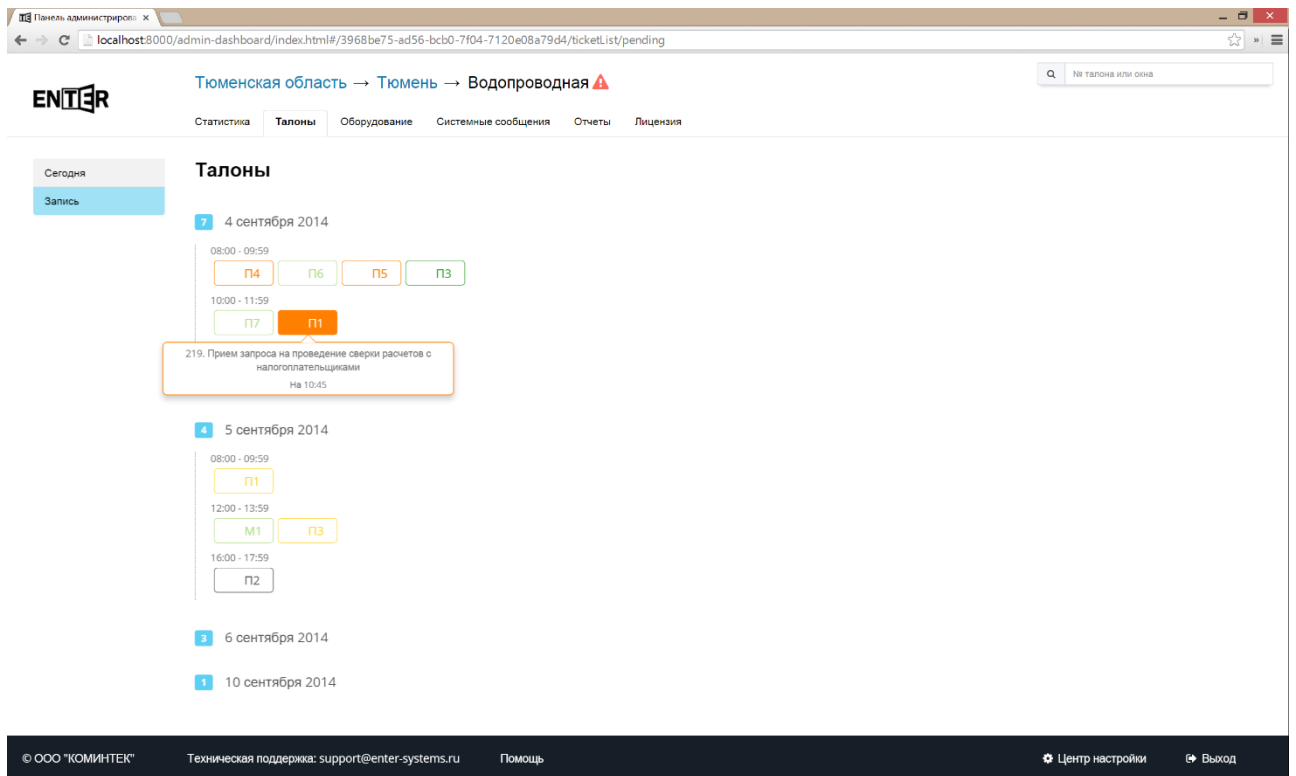 Панель администрирова
localhost:8000/admin-dashboard/index.html#/3968be75-ad56-bcb0-7f04-7120e08a79d4/ticketList/pending
ENTER
Тюменская область → Тюмень → Водопроводная
№ талона или окна
Статистика Талоны Оборудование Системные сообщения Отчеты Лицензия
Сегодня
Запись
Талоны
7 4 сентября 2014
08:00 - 09:59
П4 П6 П5 П3
10:00 - 11:59
П7 П1
219. Прием запроса на проведение сверки расчетов с
налогоплательщиками
На 10:45
4 5 сентября 2014
08:00 - 09:59
П1
12:00 - 13:59
М1 П3
16:00 - 17:59
П2
3 6 сентября 2014
1 10 сентября 2014
© ООО "КОМИНТЕК" Техническая поддержка: support@enter-systems.ru Помощь Центр настройки Выход